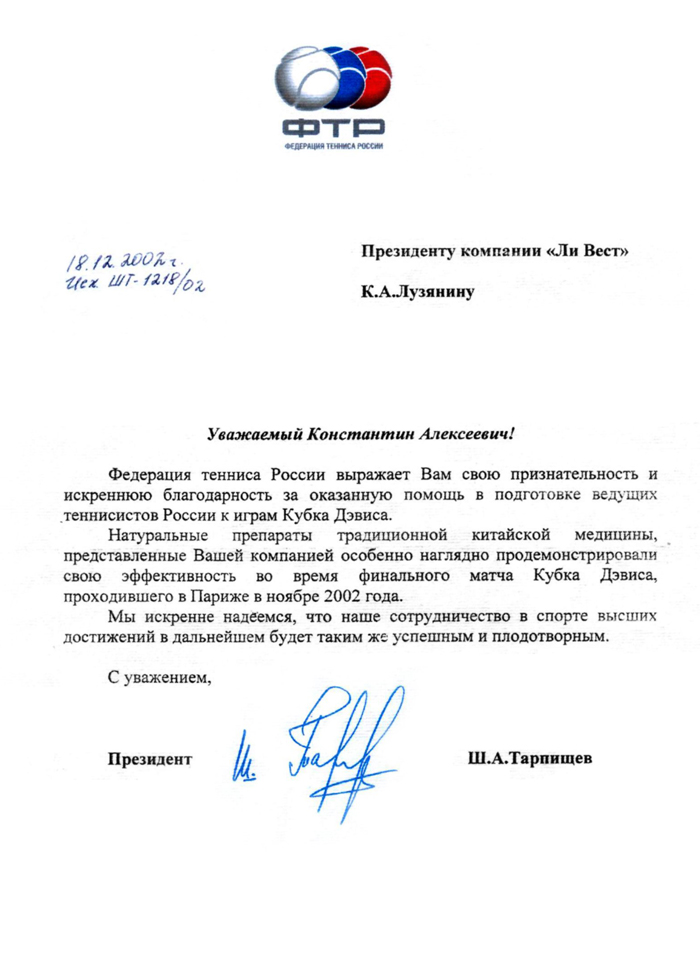 ФТР
ФЕДЕРАЦИЯ ТЕННИСА РОССИИ
18.12.2002г.
Исх ШТ-1218/02
Президенту компании «Ли Вест»
К.А.Лузянину
Уважаемый Константин Алексеевич!
Федерация тенниса России выражает Вам свою признательность и
искреннюю благодарность за оказанную помощь в подготовке ведущих
теннисистов России к играм Кубка Дэвиса.
Натуральные препараты традиционной китайской медицины,
представленные Вашей компанией особенно наглядно продемонстрировали
свою эффективность во время финального матча Кубка Дэвиса,
проходившего в Париже в ноябре 2002 года.
Мы искренне надеемся, что наше сотрудничество в спорте высших
достижений в дальнейшем будет таким же успешным и плодотворным.
С уважением,
Президент Ш.А.Тарпищев